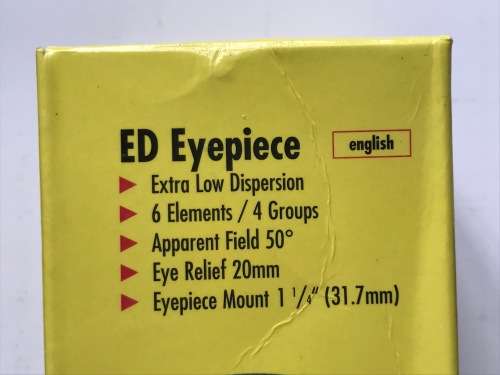 ED Eyepiece
english
Extra Low Dispersion
6 Elements / 4 Groups
Apparent Field 50°
Eye Relief 20mm
Eyepiece Mount 1 1/4“ (31.7mm)